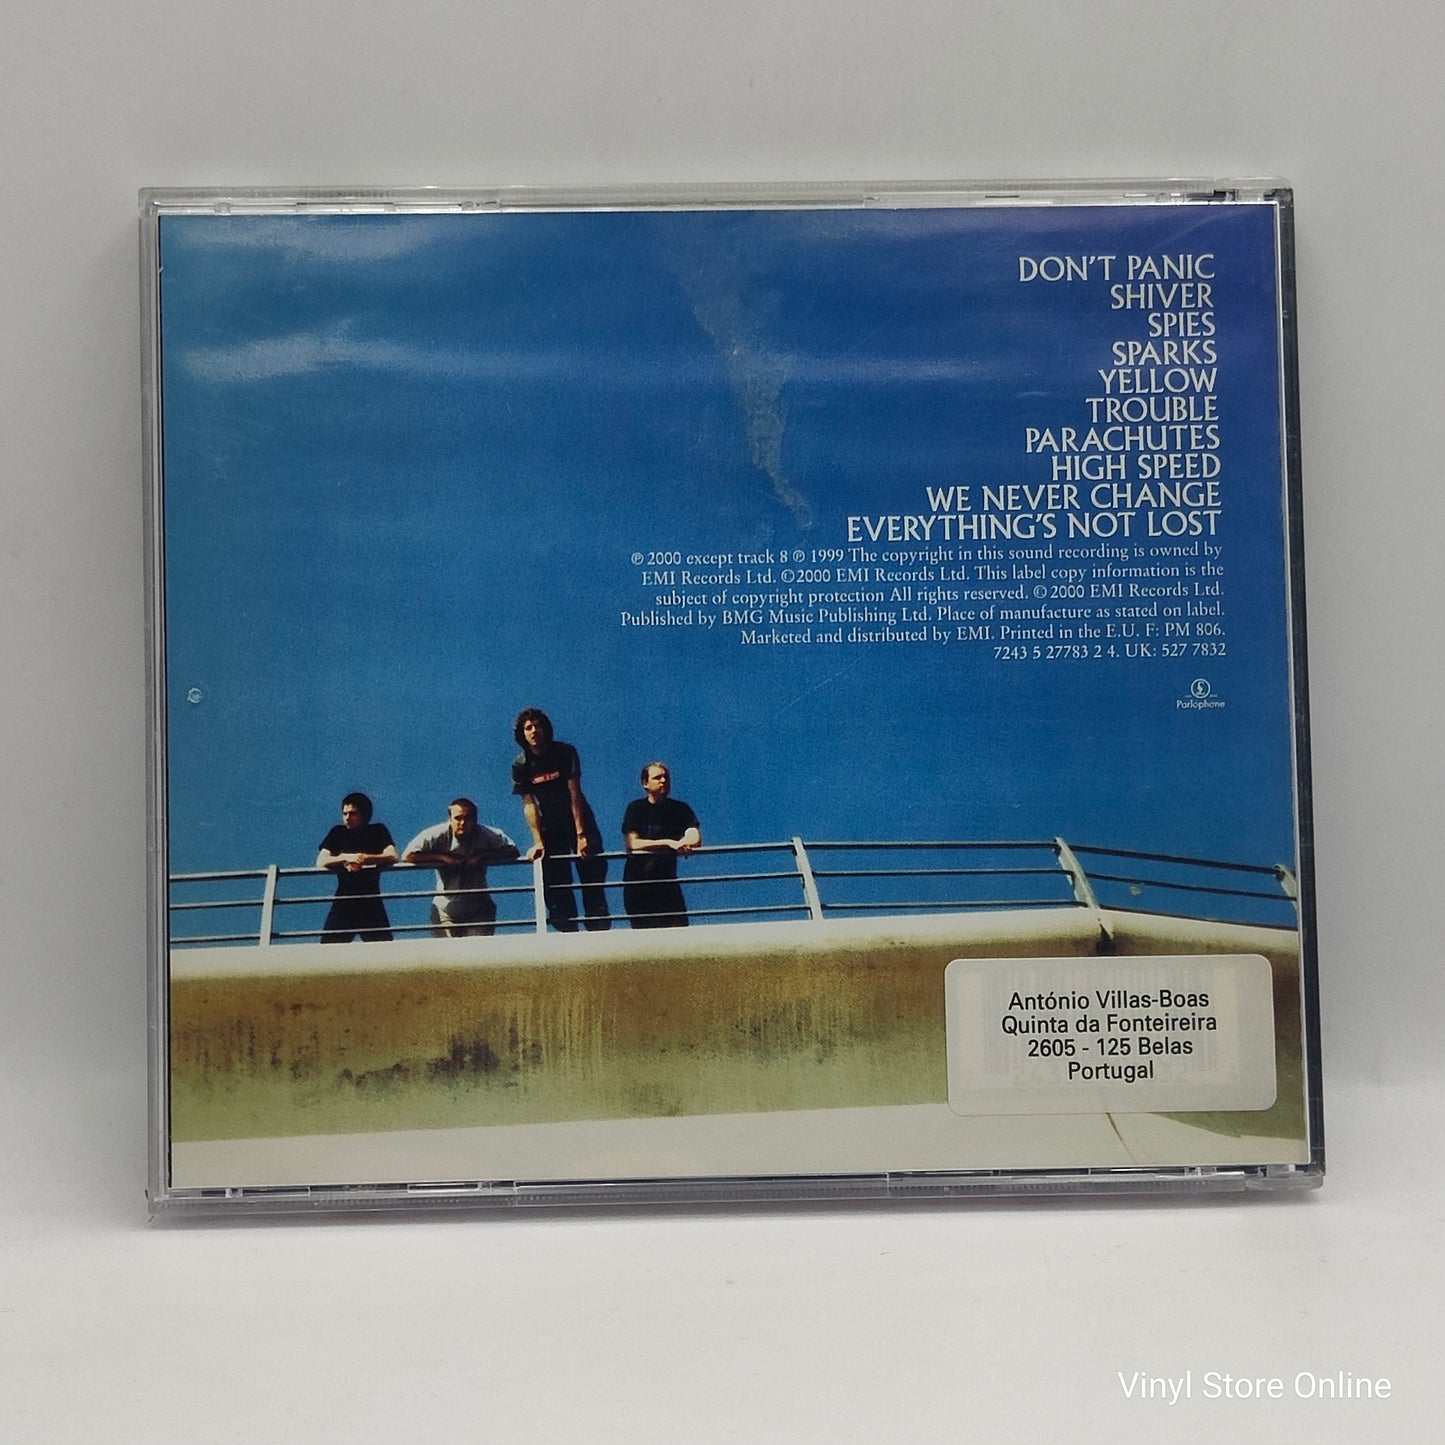 DON'T PANIC
SHIVER
SPIES
SPARKS
YELLOW
TROUBLE
PARACHUTES
HIGH SPEED
WE NEVER CHANGE
EVERYTHING'S NOT LOST
℗ 2000 except track 8 ℗ 1999 The copyright in this sound recording is owned by
EMI Records Ltd. ©2000 EMI Records Ltd. This label copy information is the
subject of copyright protection All rights reserved. © 2000 EMI Records Ltd.
Published by BMG Music Publishing Ltd. Place of manufacture as stated on label.
Marketed and distributed by EMI. Printed in the E.U. F: PM 806.
7243 5 27783 2 4. UK: 527 7832
£
Parlophone
António Villas-Boas
Quinta da Fonteireira
2605 - 125 Belas
Portugal
Vinyl Store Online